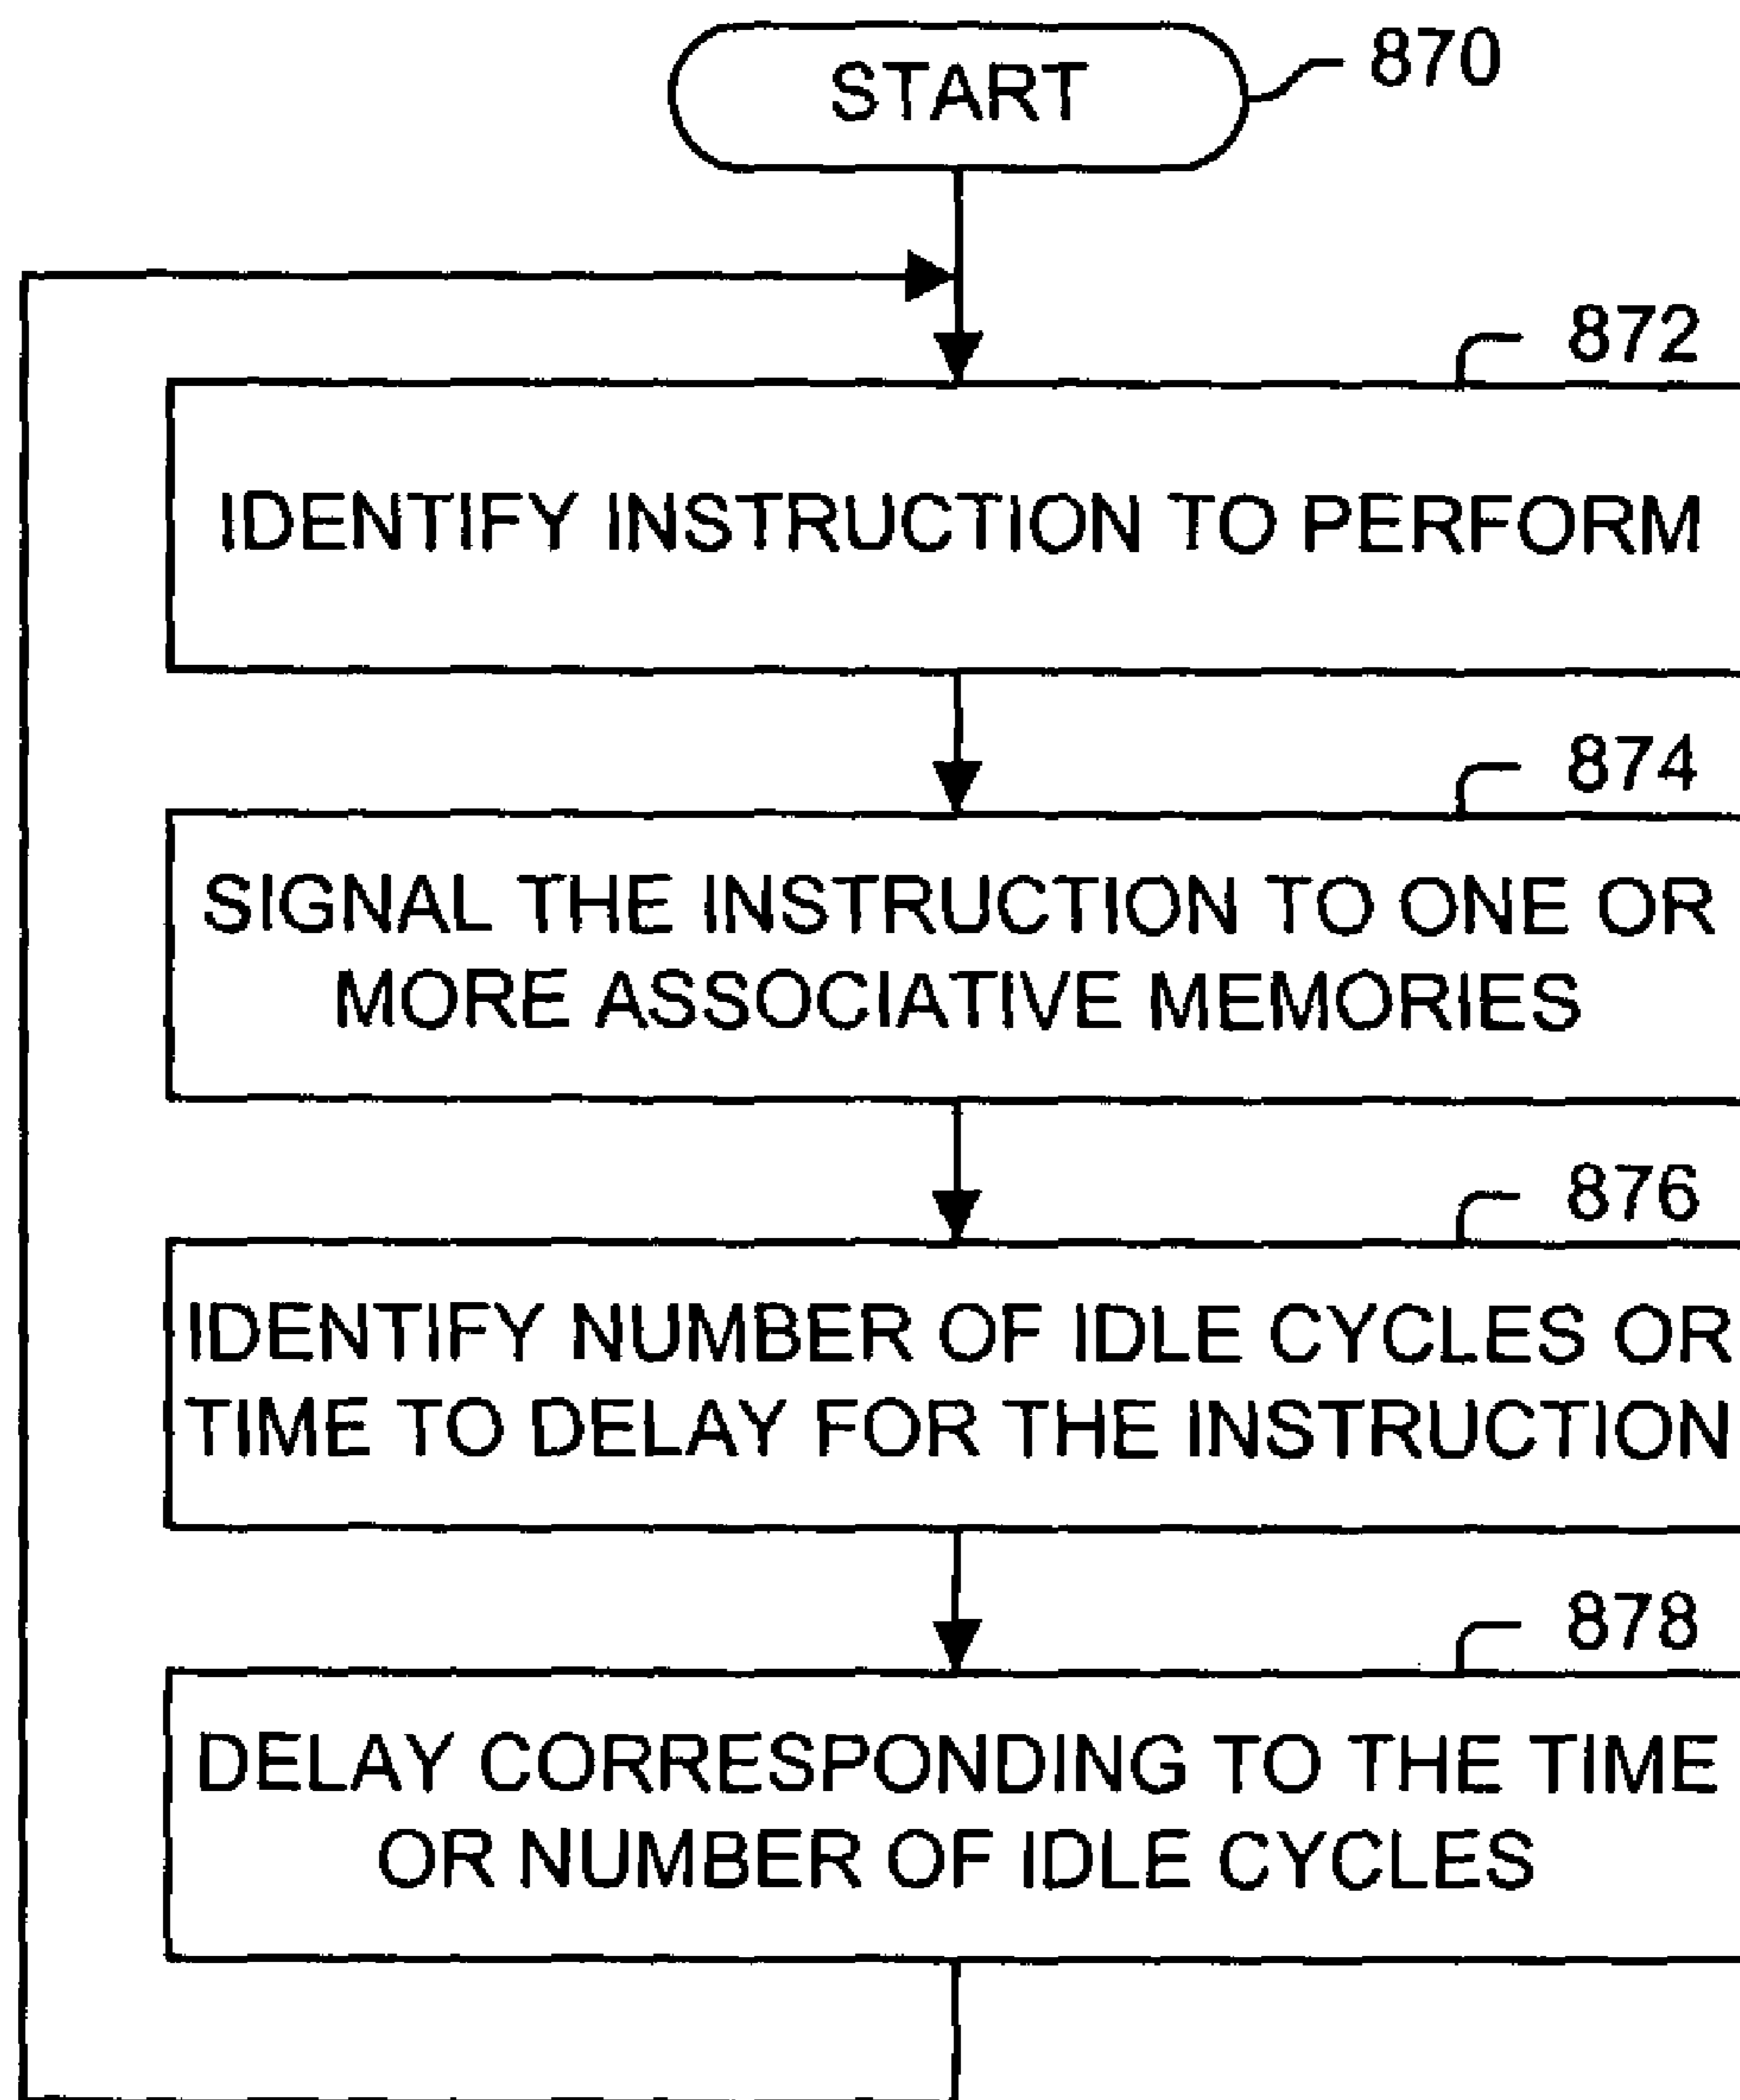 START
870
872
IDENTIFY INSTRUCTION TO PERFORM
874
SIGNAL THE INSTRUCTION TO ONE OR
MORE ASSOCIATIVE MEMORIES
876
IDENTIFY NUMBER OF IDLE CYCLES OR
TIME TO DELAY FOR THE INSTRUCTION
878
DELAY CORRESPONDING TO THE TIME
OR NUMBER OF IDLE CYCLES